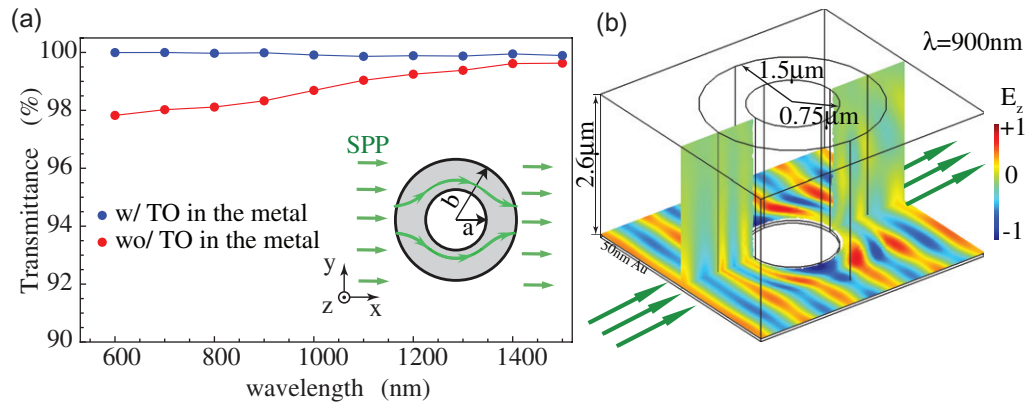 (a)
Transmittance (%)
100
98
96
94
92
90
600
800
1000
1200
1400
wavelength (nm)
w/ TO in the metal
wo/ TO in the metal
SPP
b
a
y
z
x
(b)
λ=900nm
1.5μm
0.75μm
2.6μm
50nm Au
E_z
+1
0
-1